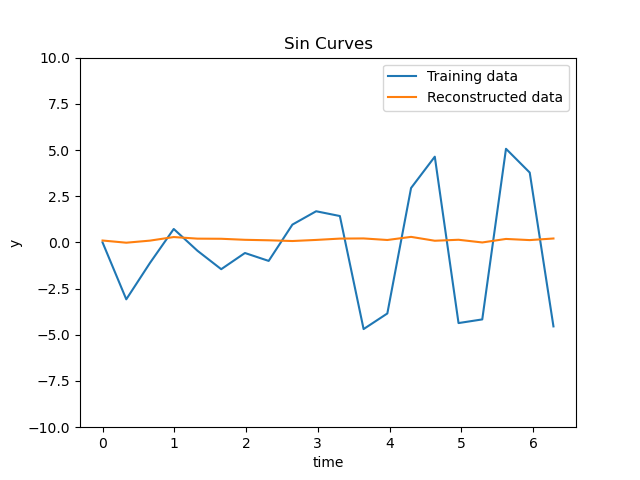 Sin Curves
Training data
Reconstructed data
10.0
7.5
5.0
2.5
0.0
−2.5
−5.0
−7.5
−10.0
y
0 1 2 3 4 5 6
time